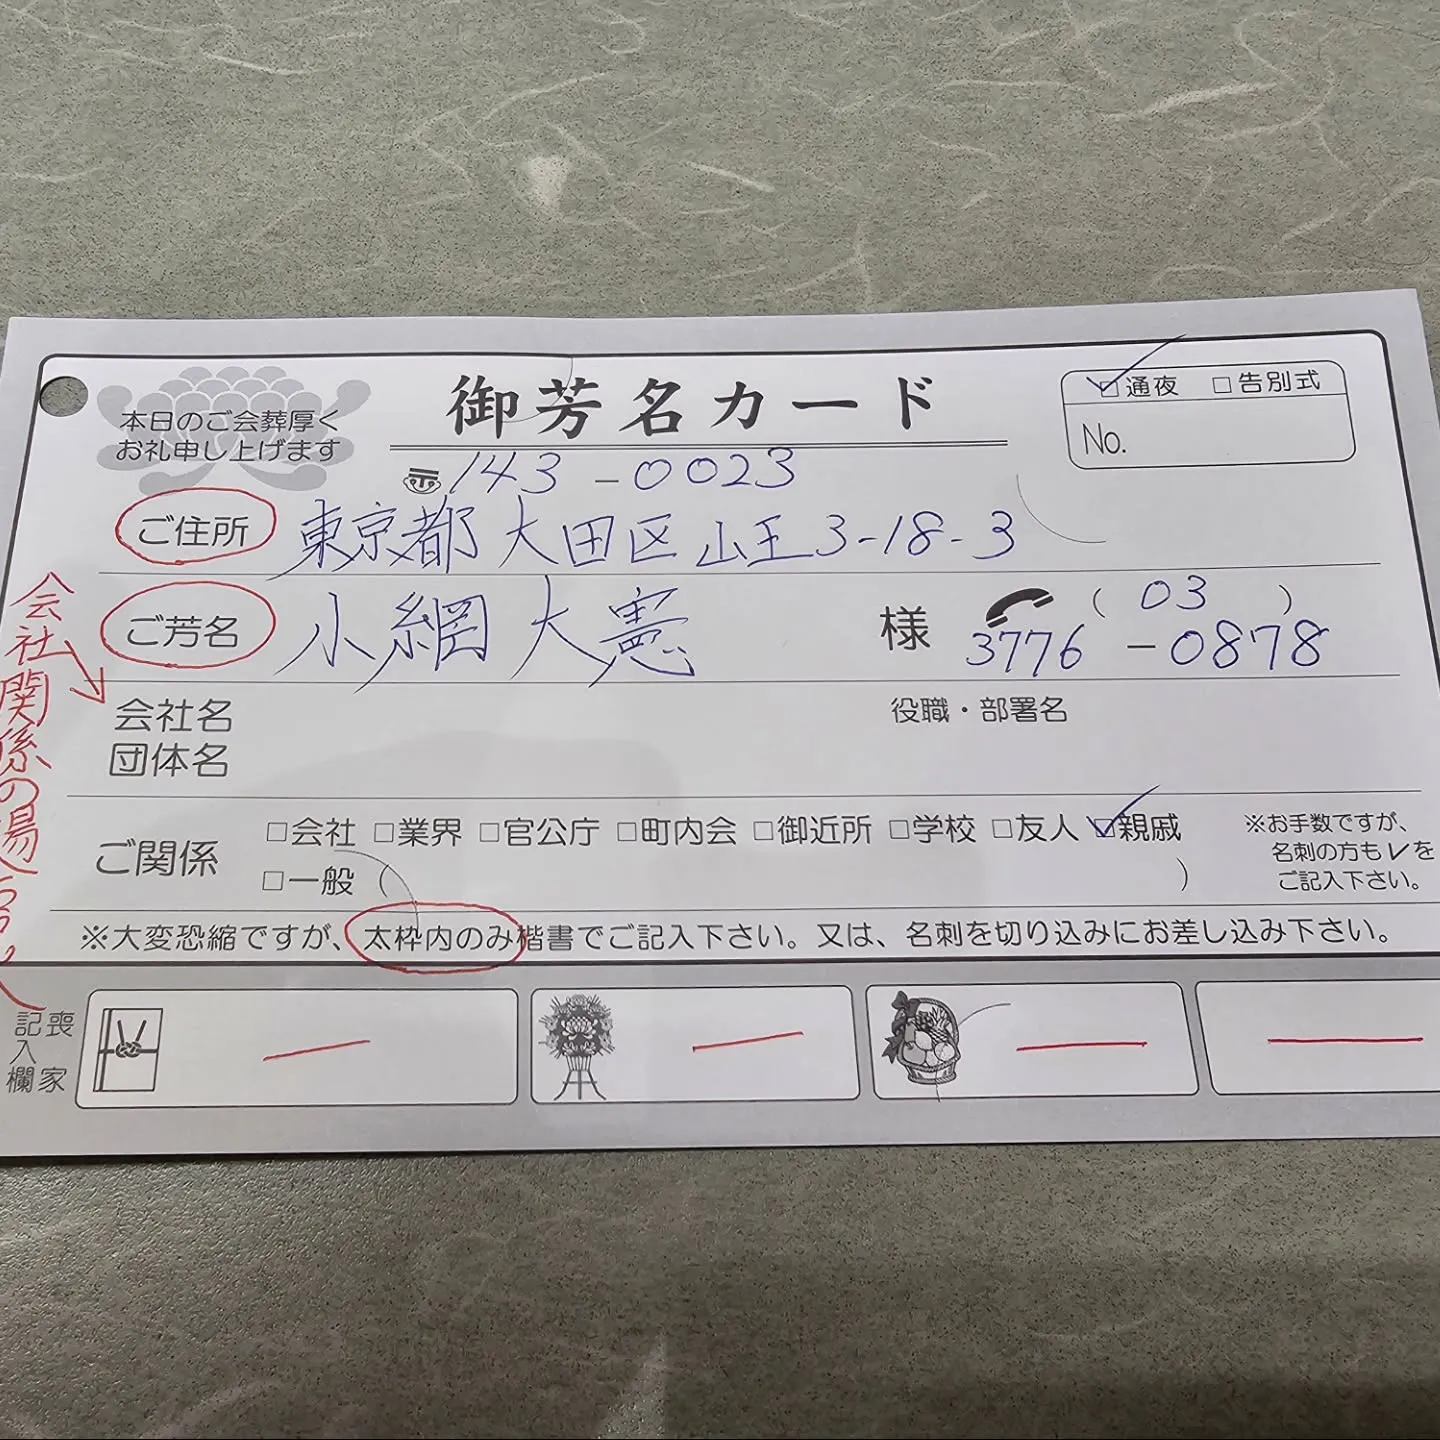 本日のご会葬厚く
お礼申し上げます
御芳名カード
☑通夜 □告別式
No.
〒143-0023
ご住所 東京都大田区山王3-18-3
ご芳名 小網大憲 様 (03)
3776-0878
会社名
団体名
役職・部署名
ご関係 □会社 □業界 □官公庁 □町内会 □御近所 □学校 □友人 ☑親戚
□一般( )
※お手数ですが、
名刺の方も✓を
ご記入下さい。
※大変恐縮ですが、太枠内のみ楷書でご記入下さい。又は、名刺を切り込みにお差し込み下さい。
会社関係の場合
喪家
記入欄